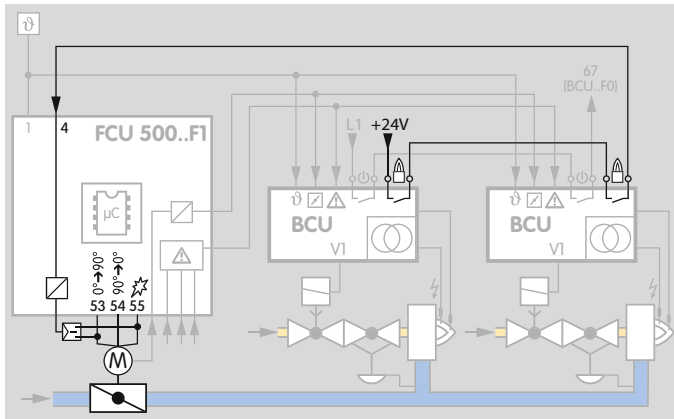 ϑ
67
(BCU..F0)
1 4 FCU 500..F1
L1 +24V
µC
ϑ
BCU
V1
ϑ
BCU
V1
0°➔90°
90°➔0°
53 54 55
M